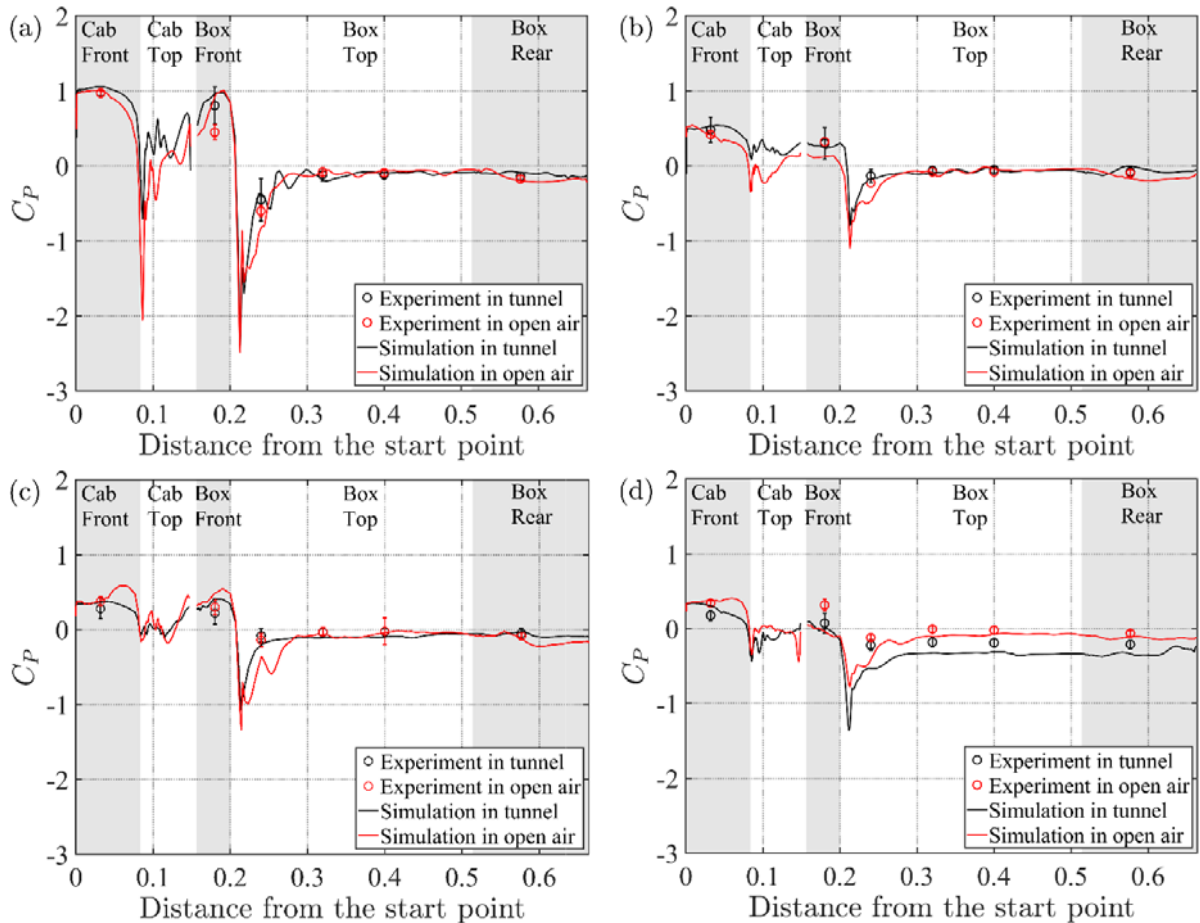 (a)
Cab Cab Box Box Box
Front Top Front Top Rear
2
1
0
-1
-2
-3
C_P
Experiment in tunnel
Experiment in open air
Simulation in tunnel
Simulation in open air
0 0.1 0.2 0.3 0.4 0.5 0.6
Distance from the start point
(b)
Cab Cab Box Box Box
Front Top Front Top Rear
2
1
0
-1
-2
-3
C_P
Experiment in tunnel
Experiment in open air
Simulation in tunnel
Simulation in open air
0 0.1 0.2 0.3 0.4 0.5 0.6
Distance from the start point
(c)
Cab Cab Box Box Box
Front Top Front Top Rear
2
1
0
-1
-2
-3
C_P
Experiment in tunnel
Experiment in open air
Simulation in tunnel
Simulation in open air
0 0.1 0.2 0.3 0.4 0.5 0.6
Distance from the start point
(d)
Cab Cab Box Box Box
Front Top Front Top Rear
2
1
0
-1
-2
-3
C_P
Experiment in tunnel
Experiment in open air
Simulation in tunnel
Simulation in open air
0 0.1 0.2 0.3 0.4 0.5 0.6
Distance from the start point